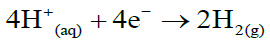 4H⁺₍aq₎ + 4e⁻ → 2H₂₍g₎